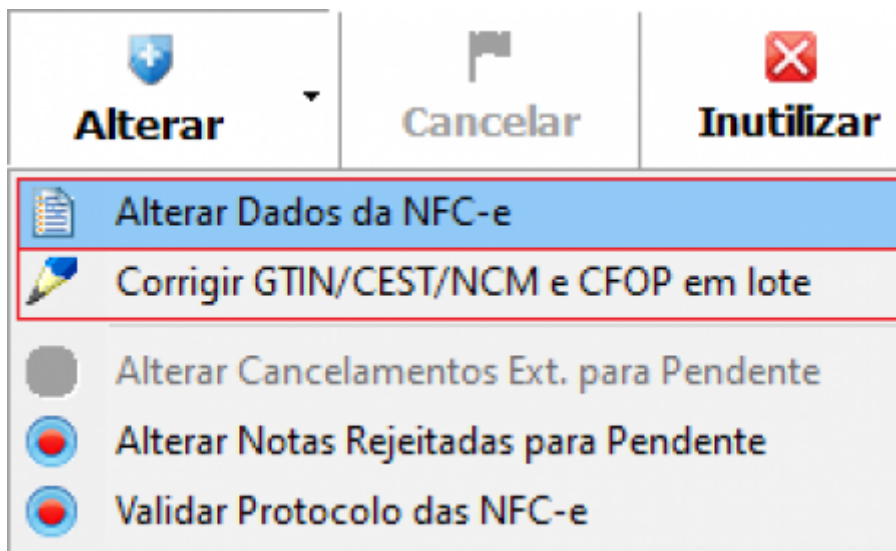 Alterar
Cancelar
Inutilizar
Alterar Dados da NFC-e
Corrigir GTIN/CEST/NCM e CFOP em lote
Alterar Cancelamentos Ext. para Pendente
Alterar Notas Rejeitadas para Pendente
Validar Protocolo das NFC-e